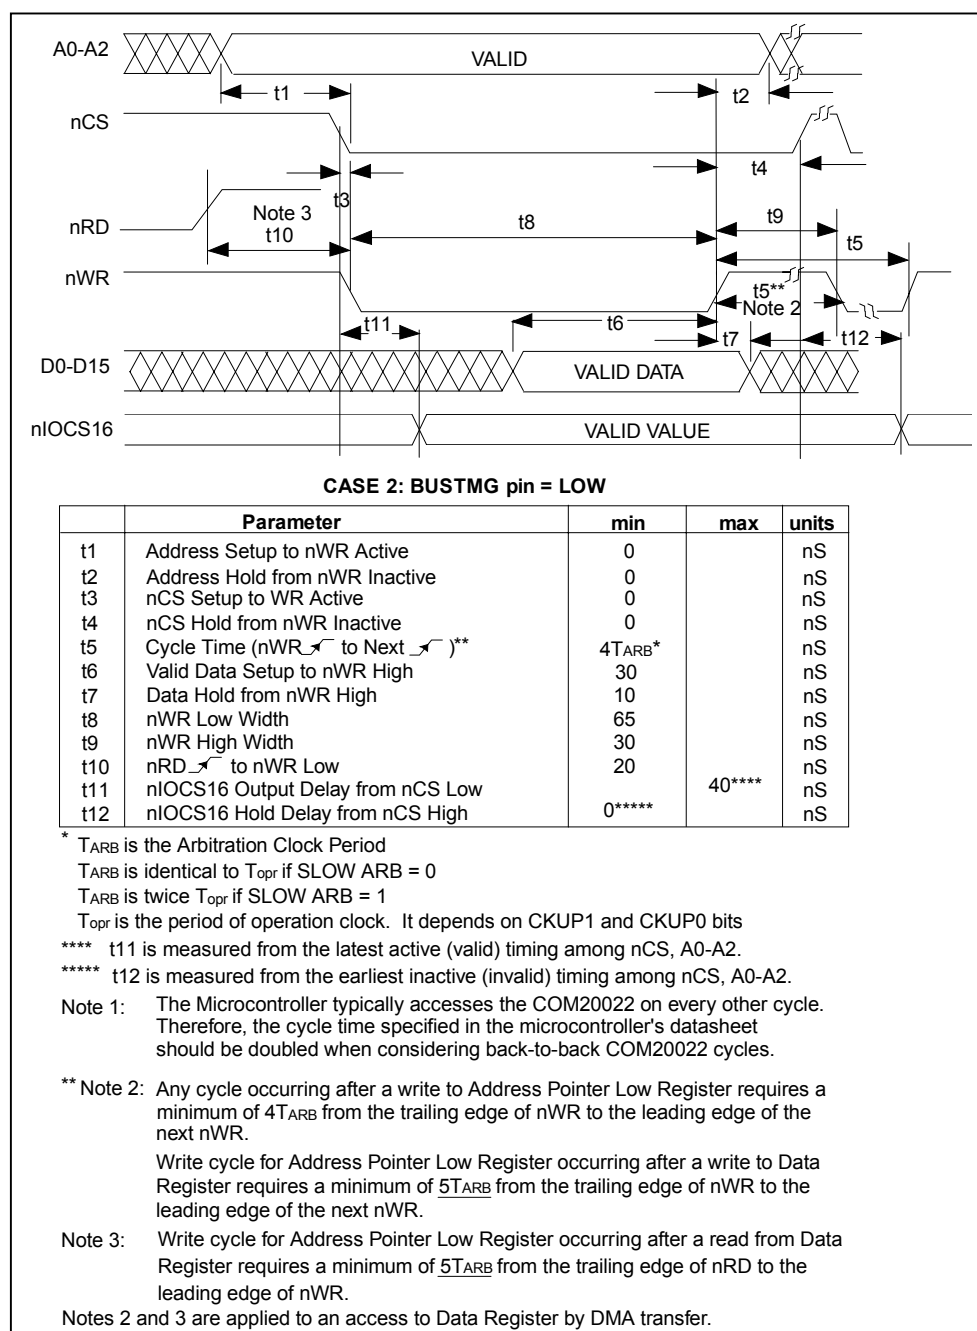 A0-A2
VALID
t1
t2
nCS
t3
t4
nRD
Note 3
t10
t8
t9
t5
nWR
t5**
Note 2
t11
t6
t7
t12
D0-D15
VALID DATA
nIOCS16
VALID VALUE
CASE 2: BUSTMG pin = LOW
Parameter min max units
t1 Address Setup to nWR Active 0 nS
t2 Address Hold from nWR Inactive 0 nS
t3 nCS Setup to WR Active 0 nS
t4 nCS Hold from nWR Inactive 0 nS
t5 Cycle Time (nWR to Next )** 4TARB* nS
t6 Valid Data Setup to nWR High 30 nS
t7 Data Hold from nWR High 10 nS
t8 nWR Low Width 65 nS
t9 nWR High Width 30 nS
t10 nRD to nWR Low 20 nS
t11 nIOCS16 Output Delay from nCS Low 40**** nS
t12 nIOCS16 Hold Delay from nCS High 0***** nS
* TARB is the Arbitration Clock Period
TARB is identical to Topr if SLOW ARB = 0
TARB is twice Topr if SLOW ARB = 1
Topr is the period of operation clock. It depends on CKUP1 and CKUP0 bits
**** t11 is measured from the latest active (valid) timing among nCS, A0-A2.
***** t12 is measured from the earliest inactive (invalid) timing among nCS, A0-A2.
Note 1: The Microcontroller typically accesses the COM20022 on every other cycle.
Therefore, the cycle time specified in the microcontroller's datasheet
should be doubled when considering back-to-back COM20022 cycles.
** Note 2: Any cycle occurring after a write to Address Pointer Low Register requires a
minimum of 4TARB from the trailing edge of nWR to the leading edge of the
next nWR.
Write cycle for Address Pointer Low Register occurring after a write to Data
Register requires a minimum of 5TARB from the trailing edge of nWR to the
leading edge of the next nWR.
Note 3: Write cycle for Address Pointer Low Register occurring after a read from Data
Register requires a minimum of 5TARB from the trailing edge of nRD to the
leading edge of nWR.
Notes 2 and 3 are applied to an access to Data Register by DMA transfer.